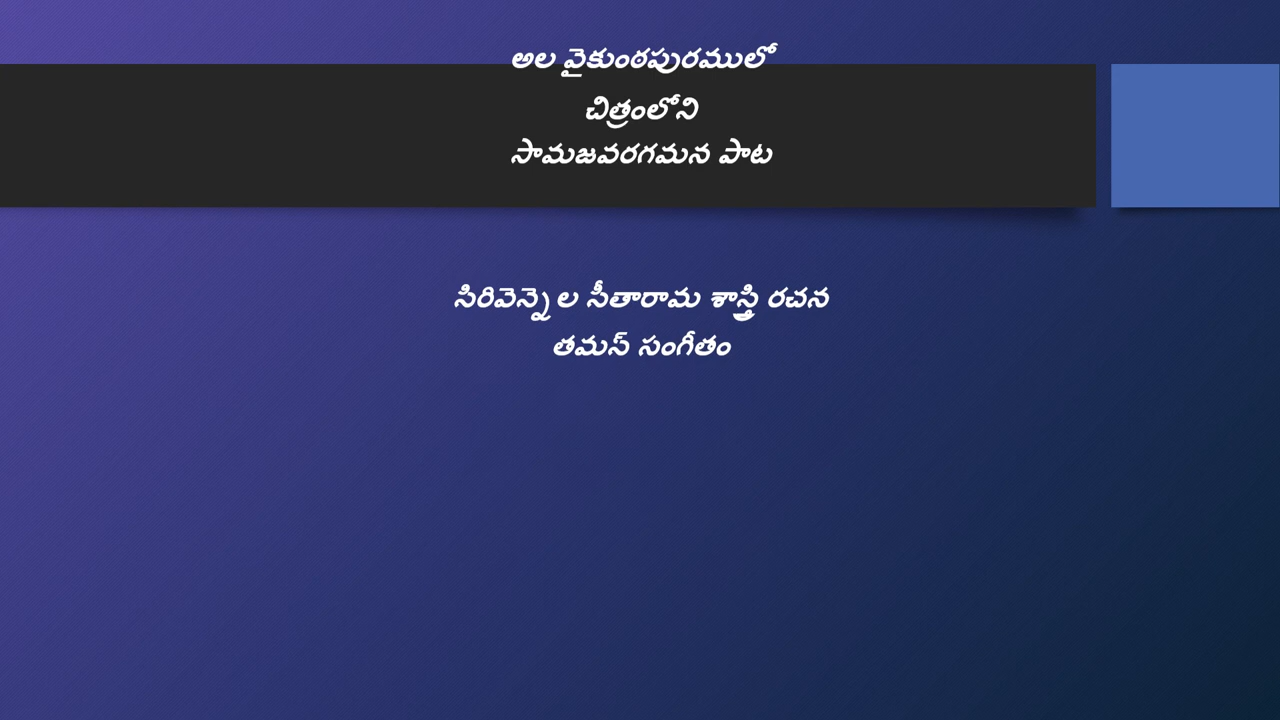 అల వైకుంఠపురములో
చిత్రంలోని
సామజవరగమన పాట
సిరివెన్నెల సీతారామ శాస్త్రి రచన
తమస్ సంగీతం